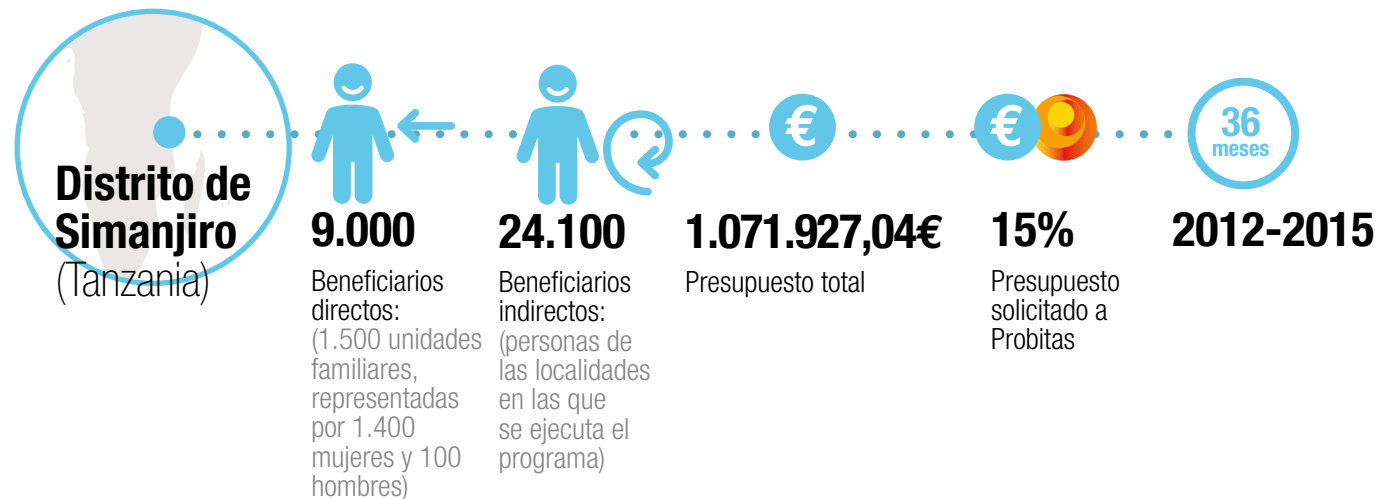 Distrito de
Simanjiro
(Tanzania)
9.000
Beneficiarios
directos:
(1.500 unidades
familiares,
representadas
por 1.400
mujeres y 100
hombres)
24.100
Beneficiarios
indirectos:
(personas de
las localidades
en las que
se ejecuta el
programa)
€
1.071.927,04€
Presupuesto total
€
15%
Presupuesto
solicitado a
Probitas
36
meses
2012-2015